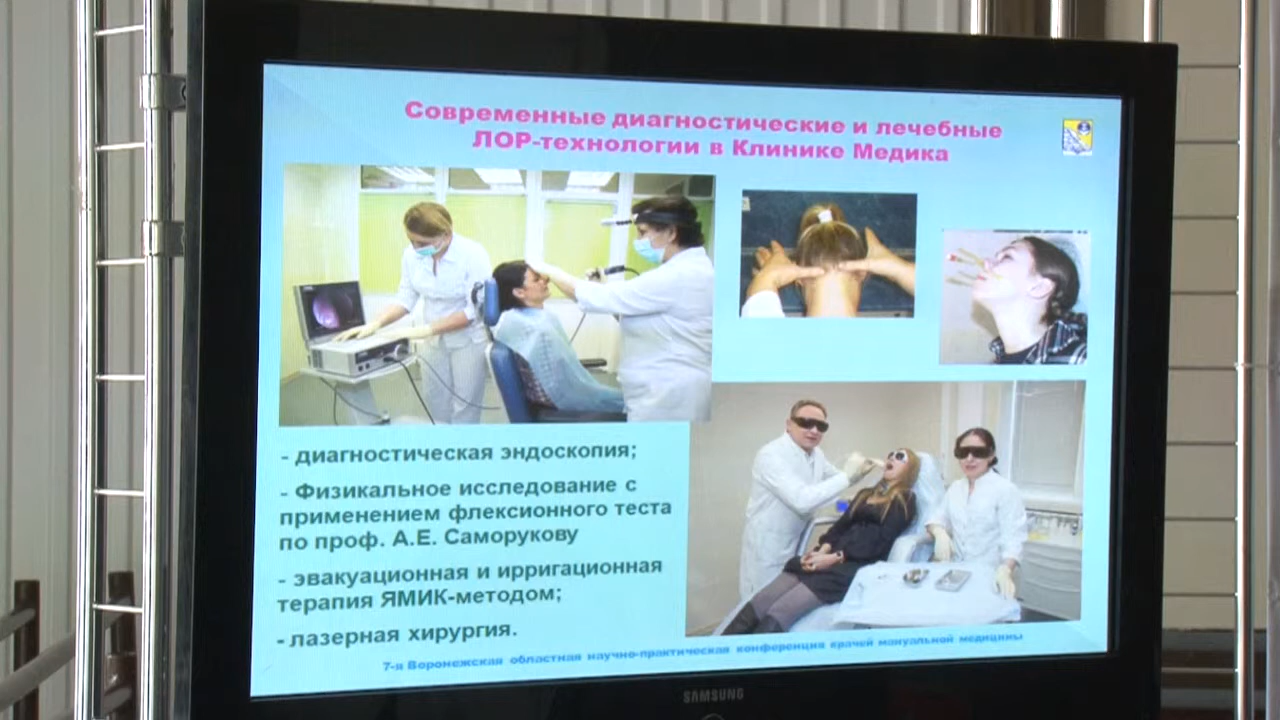 Современные диагностические и лечебные
ЛОР-технологии в Клинике Медика
- диагностическая эндоскопия;
- Физикальное исследование с
применением флексионного теста
по проф. А.Е. Саморукову
- эвакуационная и ирригационная
терапия ЯМИК-методом;
- лазерная хирургия.
7-я Воронежская областная научно-практическая конференция врачей мануальной медицины
SAMSUNG